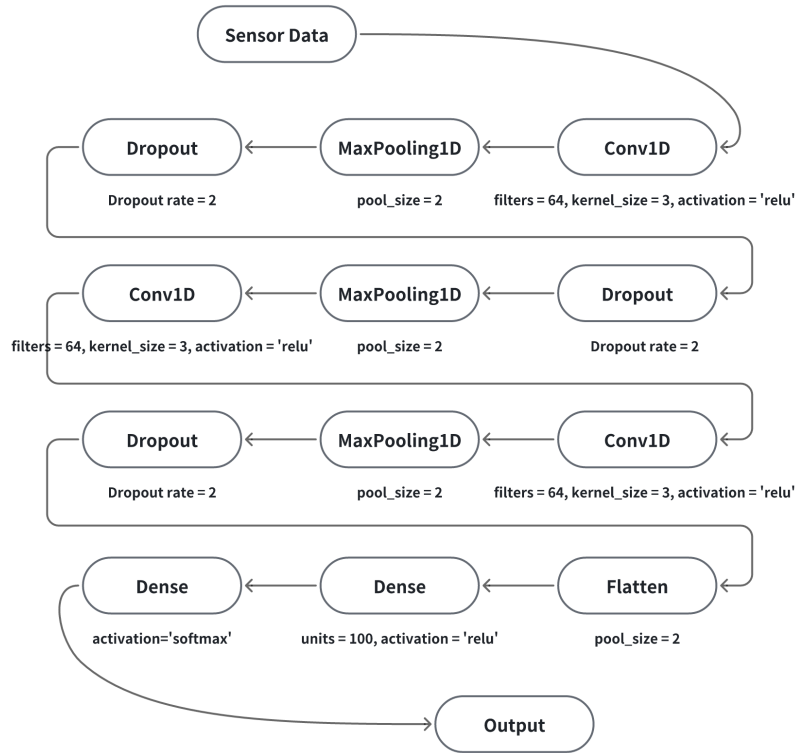 Sensor Data
Dropout
MaxPooling1D
Conv1D
Dropout rate = 2
pool_size = 2
filters = 64, kernel_size = 3, activation = 'relu'
Conv1D
MaxPooling1D
Dropout
filters = 64, kernel_size = 3, activation = 'relu'
pool_size = 2
Dropout rate = 2
Dropout
MaxPooling1D
Conv1D
Dropout rate = 2
pool_size = 2
filters = 64, kernel_size = 3, activation = 'relu'
Dense
Dense
Flatten
activation='softmax'
units = 100, activation = 'relu'
pool_size = 2
Output